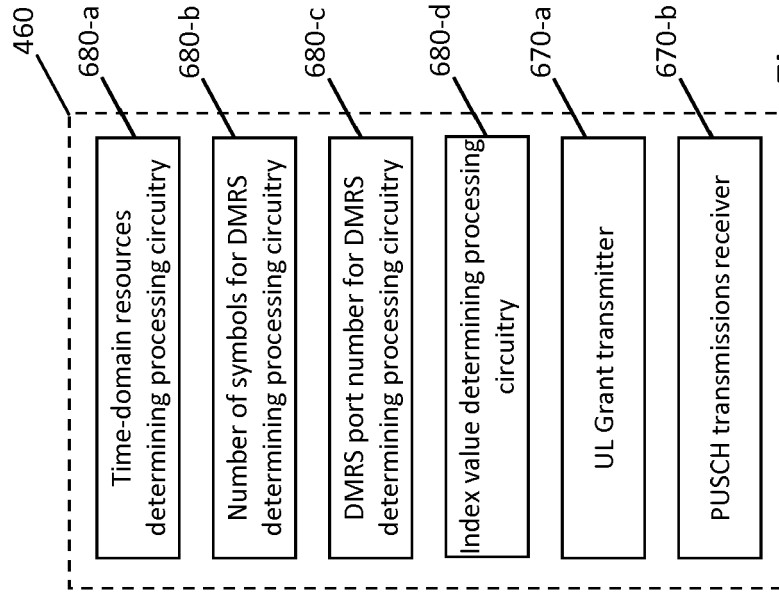 460
Time-domain resources
determining processing circuitry
680-a
Number of symbols for DMRS
determining processing circuitry
680-b
DMRS port number for DMRS
determining processing circuitry
680-c
Index value determining processing
circuitry
680-d
UL Grant transmitter
670-a
PUSCH transmissions receiver
670-b